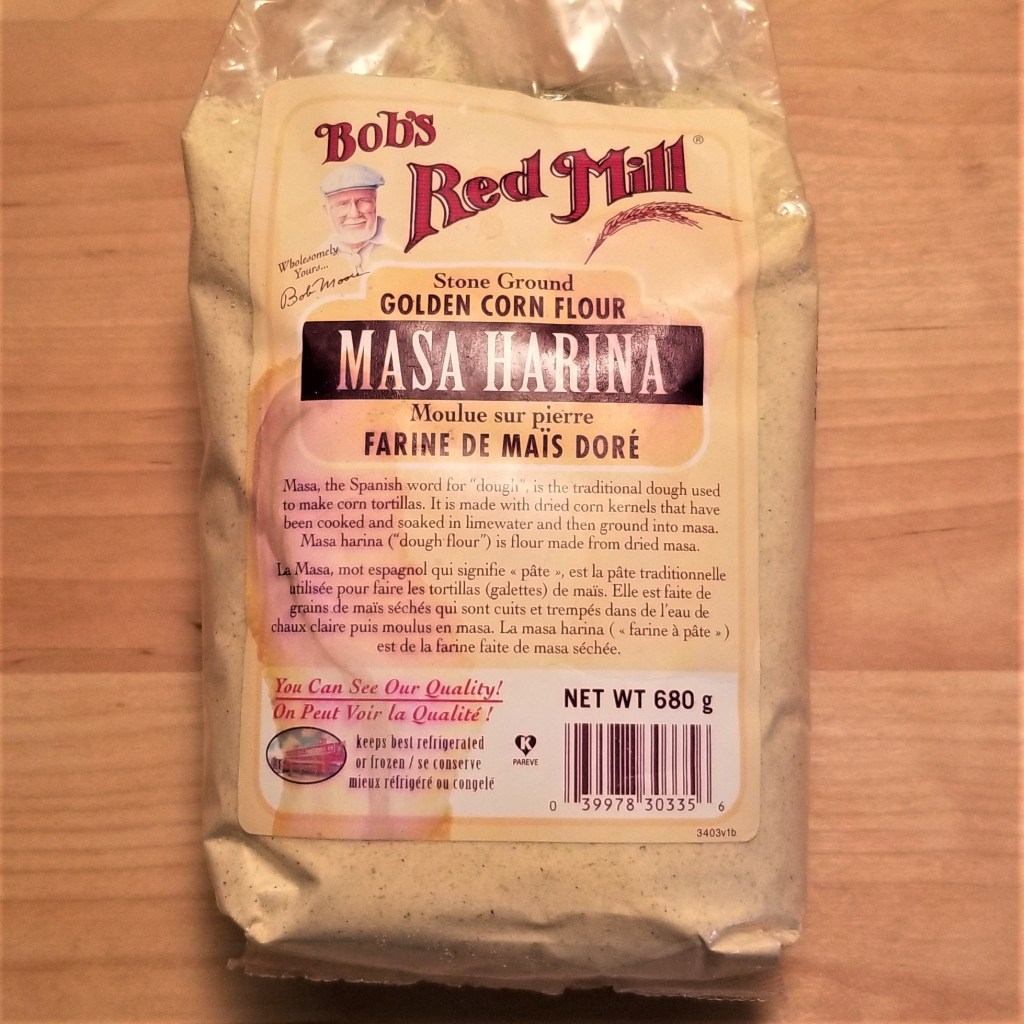 Bob's
Red Mill®
Wholesomely
Yours...
Bob Moore
Stone Ground
GOLDEN CORN FLOUR
MASA HARINA
Moulue sur pierre
FARINE DE MAÏS DORÉ
Masa, the Spanish word for "dough", is the traditional dough used
to make corn tortillas. It is made with dried corn kernels that have
been cooked and soaked in limewater and then ground into masa.
Masa harina ("dough flour") is flour made from dried masa.
La Masa, mot espagnol qui signifie « pâte », est la pâte traditionnelle
utilisée pour faire les tortillas (galettes) de maïs. Elle est faite de
grains de maïs séchés qui sont cuits et trempés dans de l'eau de
chaux claire puis moulus en masa. La masa harina ( « farine à pâte » )
est de la farine faite de masa séchée.
You Can See Our Quality!
On Peut Voir la Qualité !
keeps best refrigerated
or frozen / se conserve
mieux réfrigéré ou congelé
K
PAREVE
NET WT 680 g
0 39978 30335 6
3403v1b